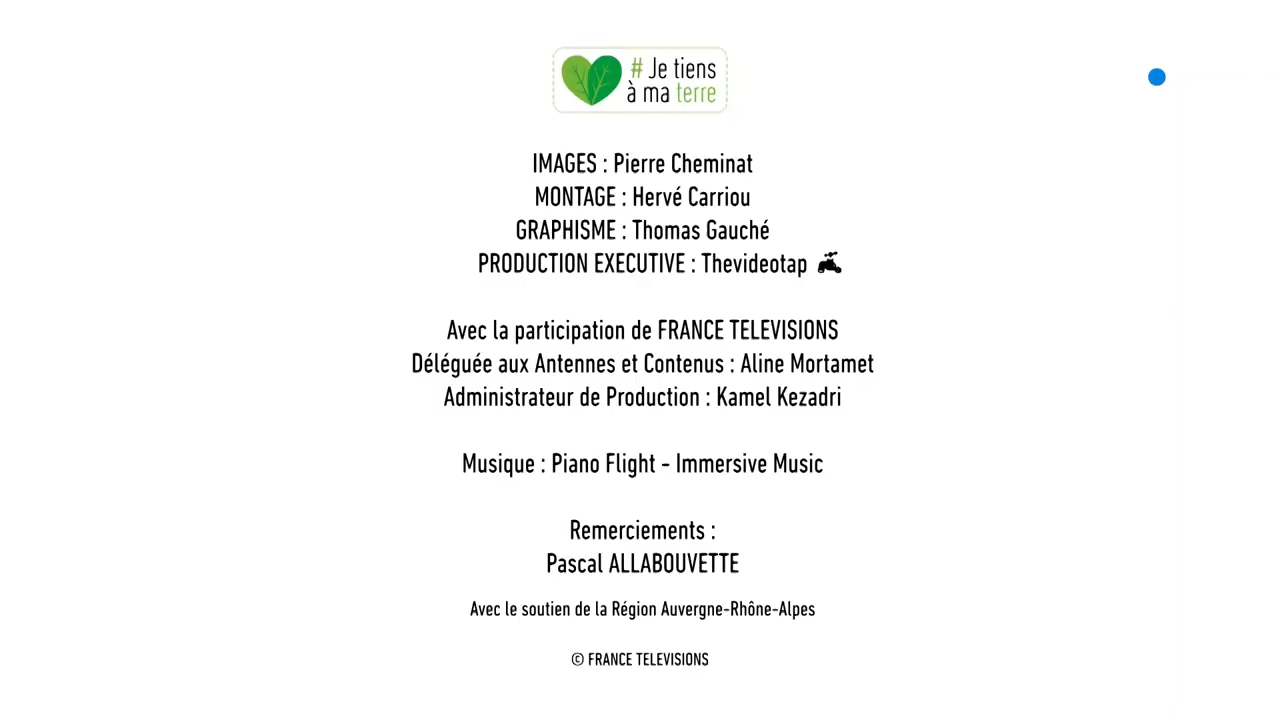 # Je tiens
à ma terre
IMAGES : Pierre Cheminat
MONTAGE : Hervé Carriou
GRAPHISME : Thomas Gauché
PRODUCTION EXECUTIVE : Thevideotap
Avec la participation de FRANCE TELEVISIONS
Déléguée aux Antennes et Contenus : Aline Mortamet
Administrateur de Production : Kamel Kezadri
Musique : Piano Flight - Immersive Music
Remerciements :
Pascal ALLABOUVETTE
Avec le soutien de la Région Auvergne-Rhône-Alpes
© FRANCE TELEVISIONS